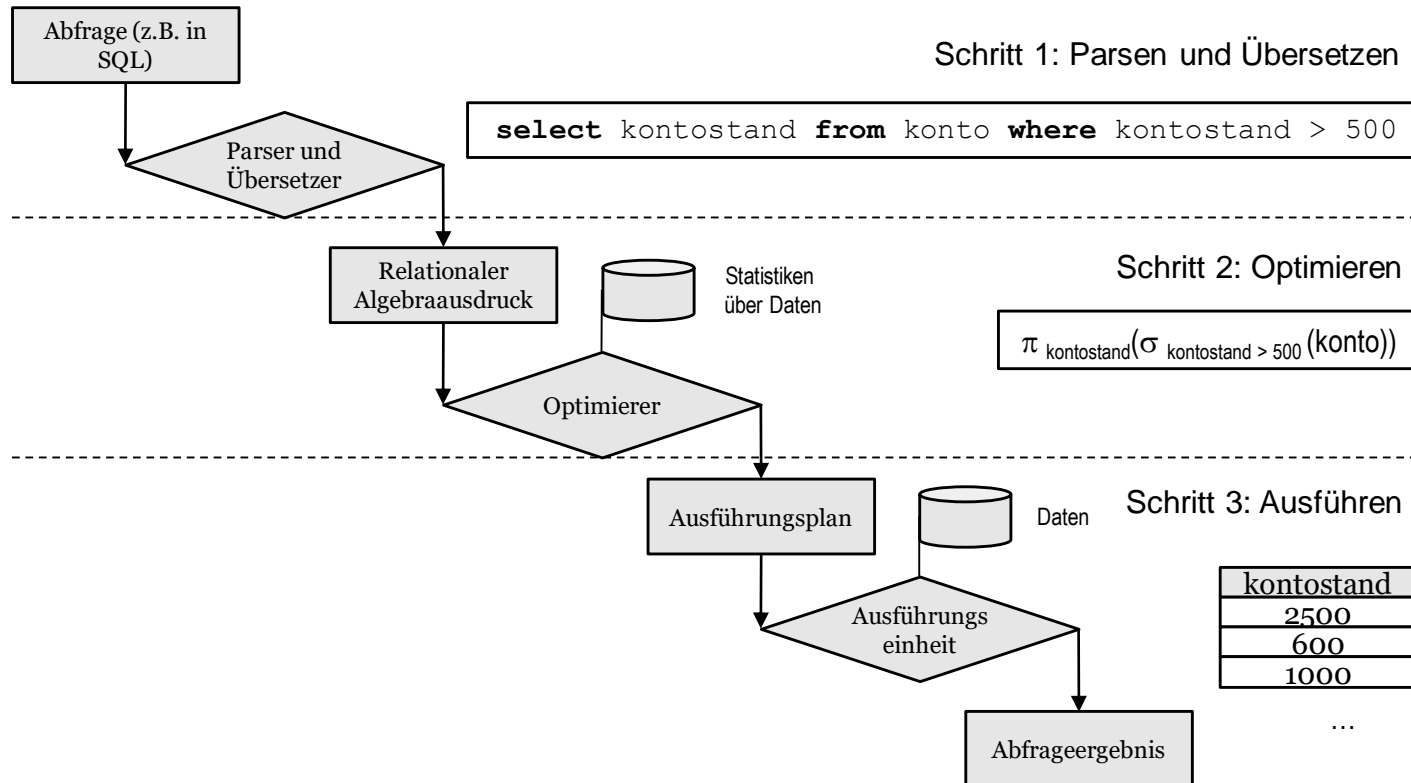 Abfrage (z.B. in
SQL)
Schritt 1: Parsen und Übersetzen
select kontostand from konto where kontostand > 500
Parser und
Übersetzer
Relationaler
Algebraausdruck
Statistiken
über Daten
Schritt 2: Optimieren
π kontostand(σ kontostand > 500 (konto))
Optimierer
Ausführungsplan
Daten
Schritt 3: Ausführen
Ausführungs
einheit
kontostand
2500
600
1000
...
Abfrageergebnis